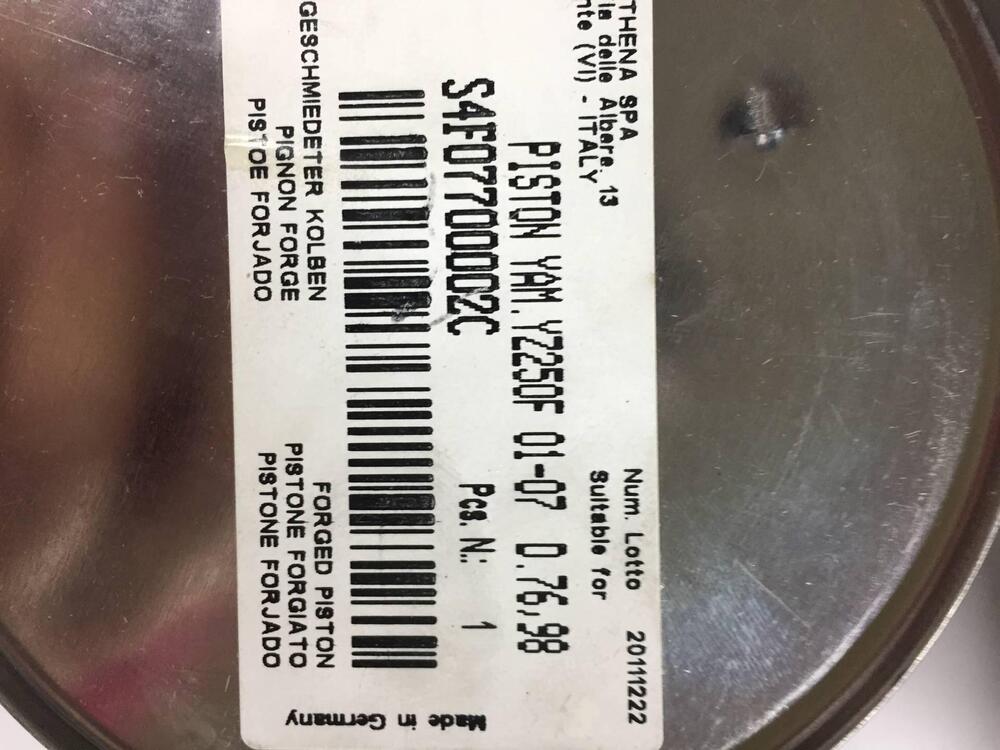 THENA SPA
ia delle Albere, 13
nte (VI) - ITALY
Num. Lotto 20111222
Suitable for
PISTON YAM.YZ250F 01-07 D.76,98
S4F07700002C Pcs. N.: 1
Made in Germany
GESCHMIEDETER KOLBEN FORGED PISTON
PIGNON FORGE PISTONE FORGIATO
PISTOE FORJADO PISTONE FORJADO